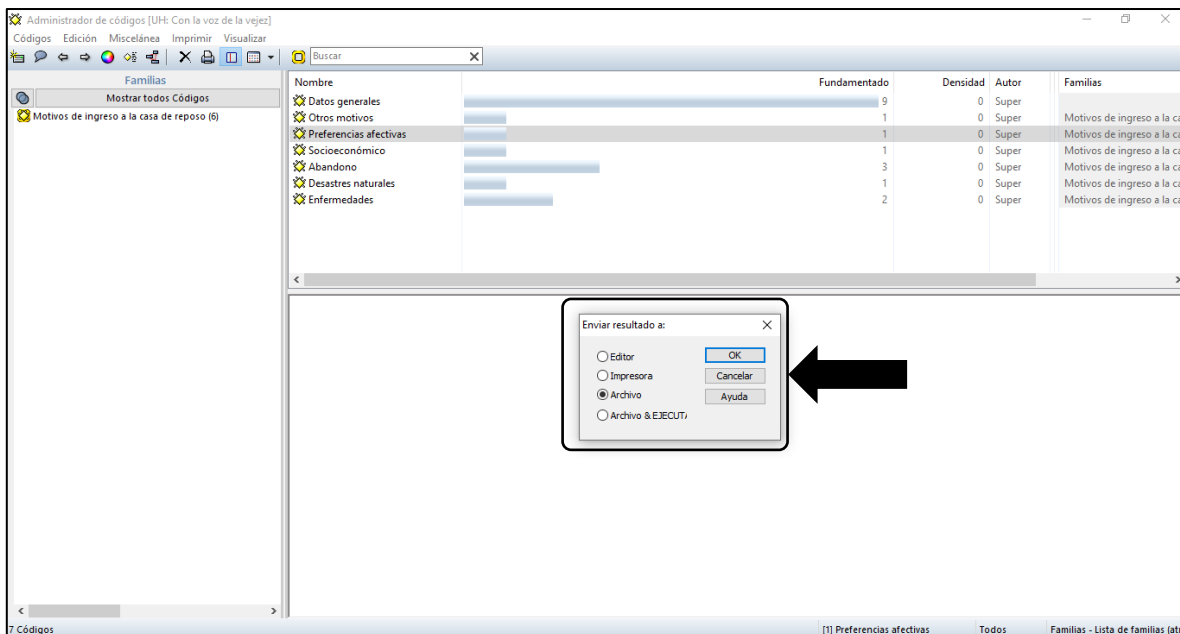 Administrador de códigos [UH: Con la voz de la vejez]
Códigos Edición Miscelánea Imprimir Visualizar
Buscar
Familias
Mostrar todos Códigos
Motivos de ingreso a la casa de reposo (6)
Nombre Fundamentado Densidad Autor Familias
Datos generales 9 0 Super
Otros motivos 1 0 Super Motivos de ingreso a la ca
Preferencias afectivas 1 0 Super Motivos de ingreso a la ca
Socioeconómico 1 0 Super Motivos de ingreso a la ca
Abandono 3 0 Super Motivos de ingreso a la ca
Desastres naturales 1 0 Super Motivos de ingreso a la ca
Enfermedades 2 0 Super Motivos de ingreso a la ca
Enviar resultado a:
Editor OK
Impresora Cancelar
Archivo Ayuda
Archivo & EJECUTA
7 Códigos [1] Preferencias afectivas Todos Familias - Lista de familias (atr